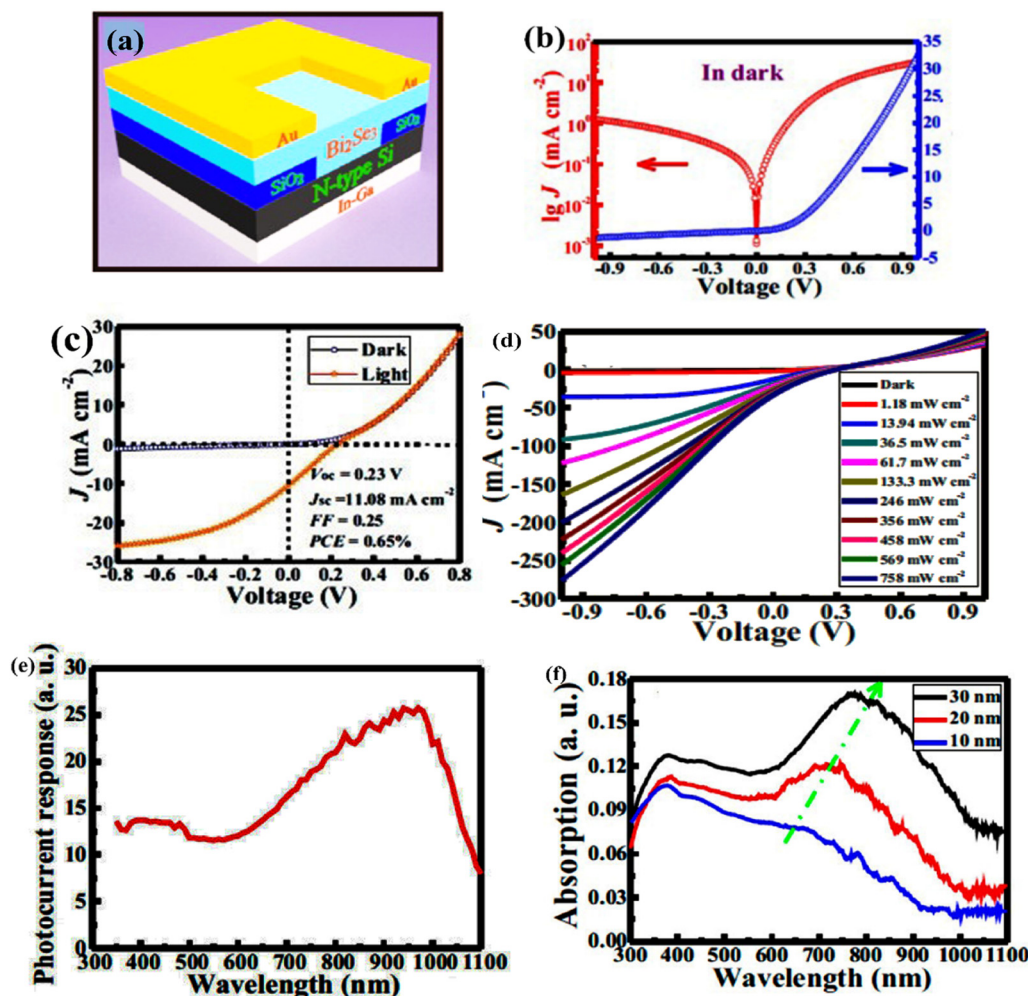 (a)
Au
Au
Bi₂Se₃
SiO₂
SiO₂
N-type Si
In-Ga
(b)
In dark
lg J (mA cm⁻²)
10²
10¹
10⁰
10⁻¹
10⁻²
10⁻³
35
30
25
20
15
10
5
0
-5
-0.9 -0.6 -0.3 0.0 0.3 0.6 0.9
Voltage (V)
(c)
J (mA cm⁻²)
30
20
10
0
-10
-20
-30
Dark
Light
Voc = 0.23 V
Jsc =11.08 mA cm⁻²
FF = 0.25
PCE = 0.65%
-0.8 -0.6 -0.4 -0.2 0.0 0.2 0.4 0.6 0.8
Voltage (V)
(d)
J (mA cm⁻²)
50
0
-50
-100
-150
-200
-250
-300
Dark
1.18 mW cm⁻²
13.94 mW cm⁻²
36.5 mW cm⁻²
61.7 mW cm⁻²
133.3 mW cm⁻²
246 mW cm⁻²
356 mW cm⁻²
458 mW cm⁻²
569 mW cm⁻²
758 mW cm⁻²
-0.9 -0.6 -0.3 0.0 0.3 0.6 0.9
Voltage (V)
(e)
Photocurrent response (a. u.)
30
25
20
15
10
5
0
300 400 500 600 700 800 900 1000 1100
Wavelength (nm)
(f)
Absorption (a. u.)
0.18
0.15
0.12
0.09
0.06
0.03
0.00
30 nm
20 nm
10 nm
300 400 500 600 700 800 900 1000 1100
Wavelength (nm)